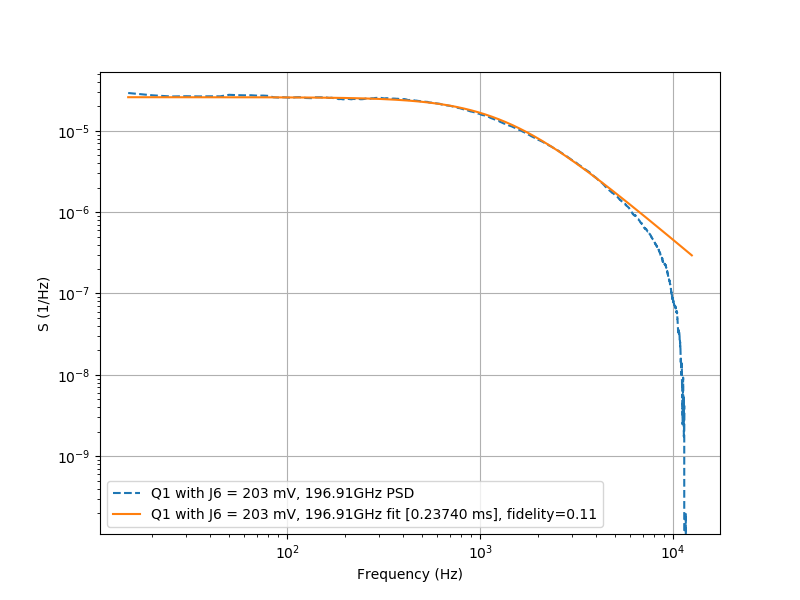 10⁻⁵
10⁻⁶
10⁻⁷
10⁻⁸
10⁻⁹
S (1/Hz)
Q1 with J6 = 203 mV, 196.91GHz PSD
Q1 with J6 = 203 mV, 196.91GHz fit [0.23740 ms], fidelity=0.11
10² 10³ 10⁴
Frequency (Hz)